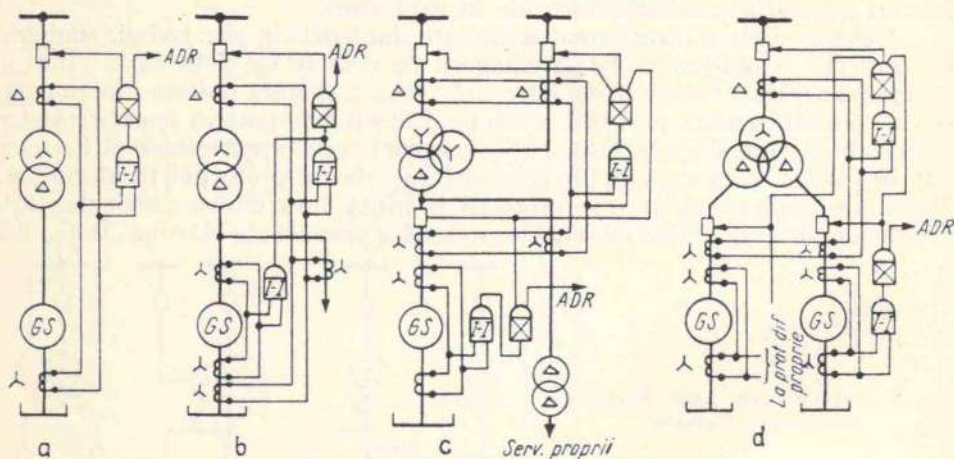 ADR
Δ
Y
Δ
I-I
GS
Y
a
ADR
Δ
Y
Δ
I-I
I-I
Y
Y
GS
Y
b
Δ
Y
Y
Δ
Δ
I-I
Y
Y
I-I
ADR
GS
Y
Δ
Δ
Serv. proprii
c
Δ
Y
Δ
Δ
I-I
ADR
Y
Y
I-I
GS
GS
Y
Y
La prot dif
proprie
d